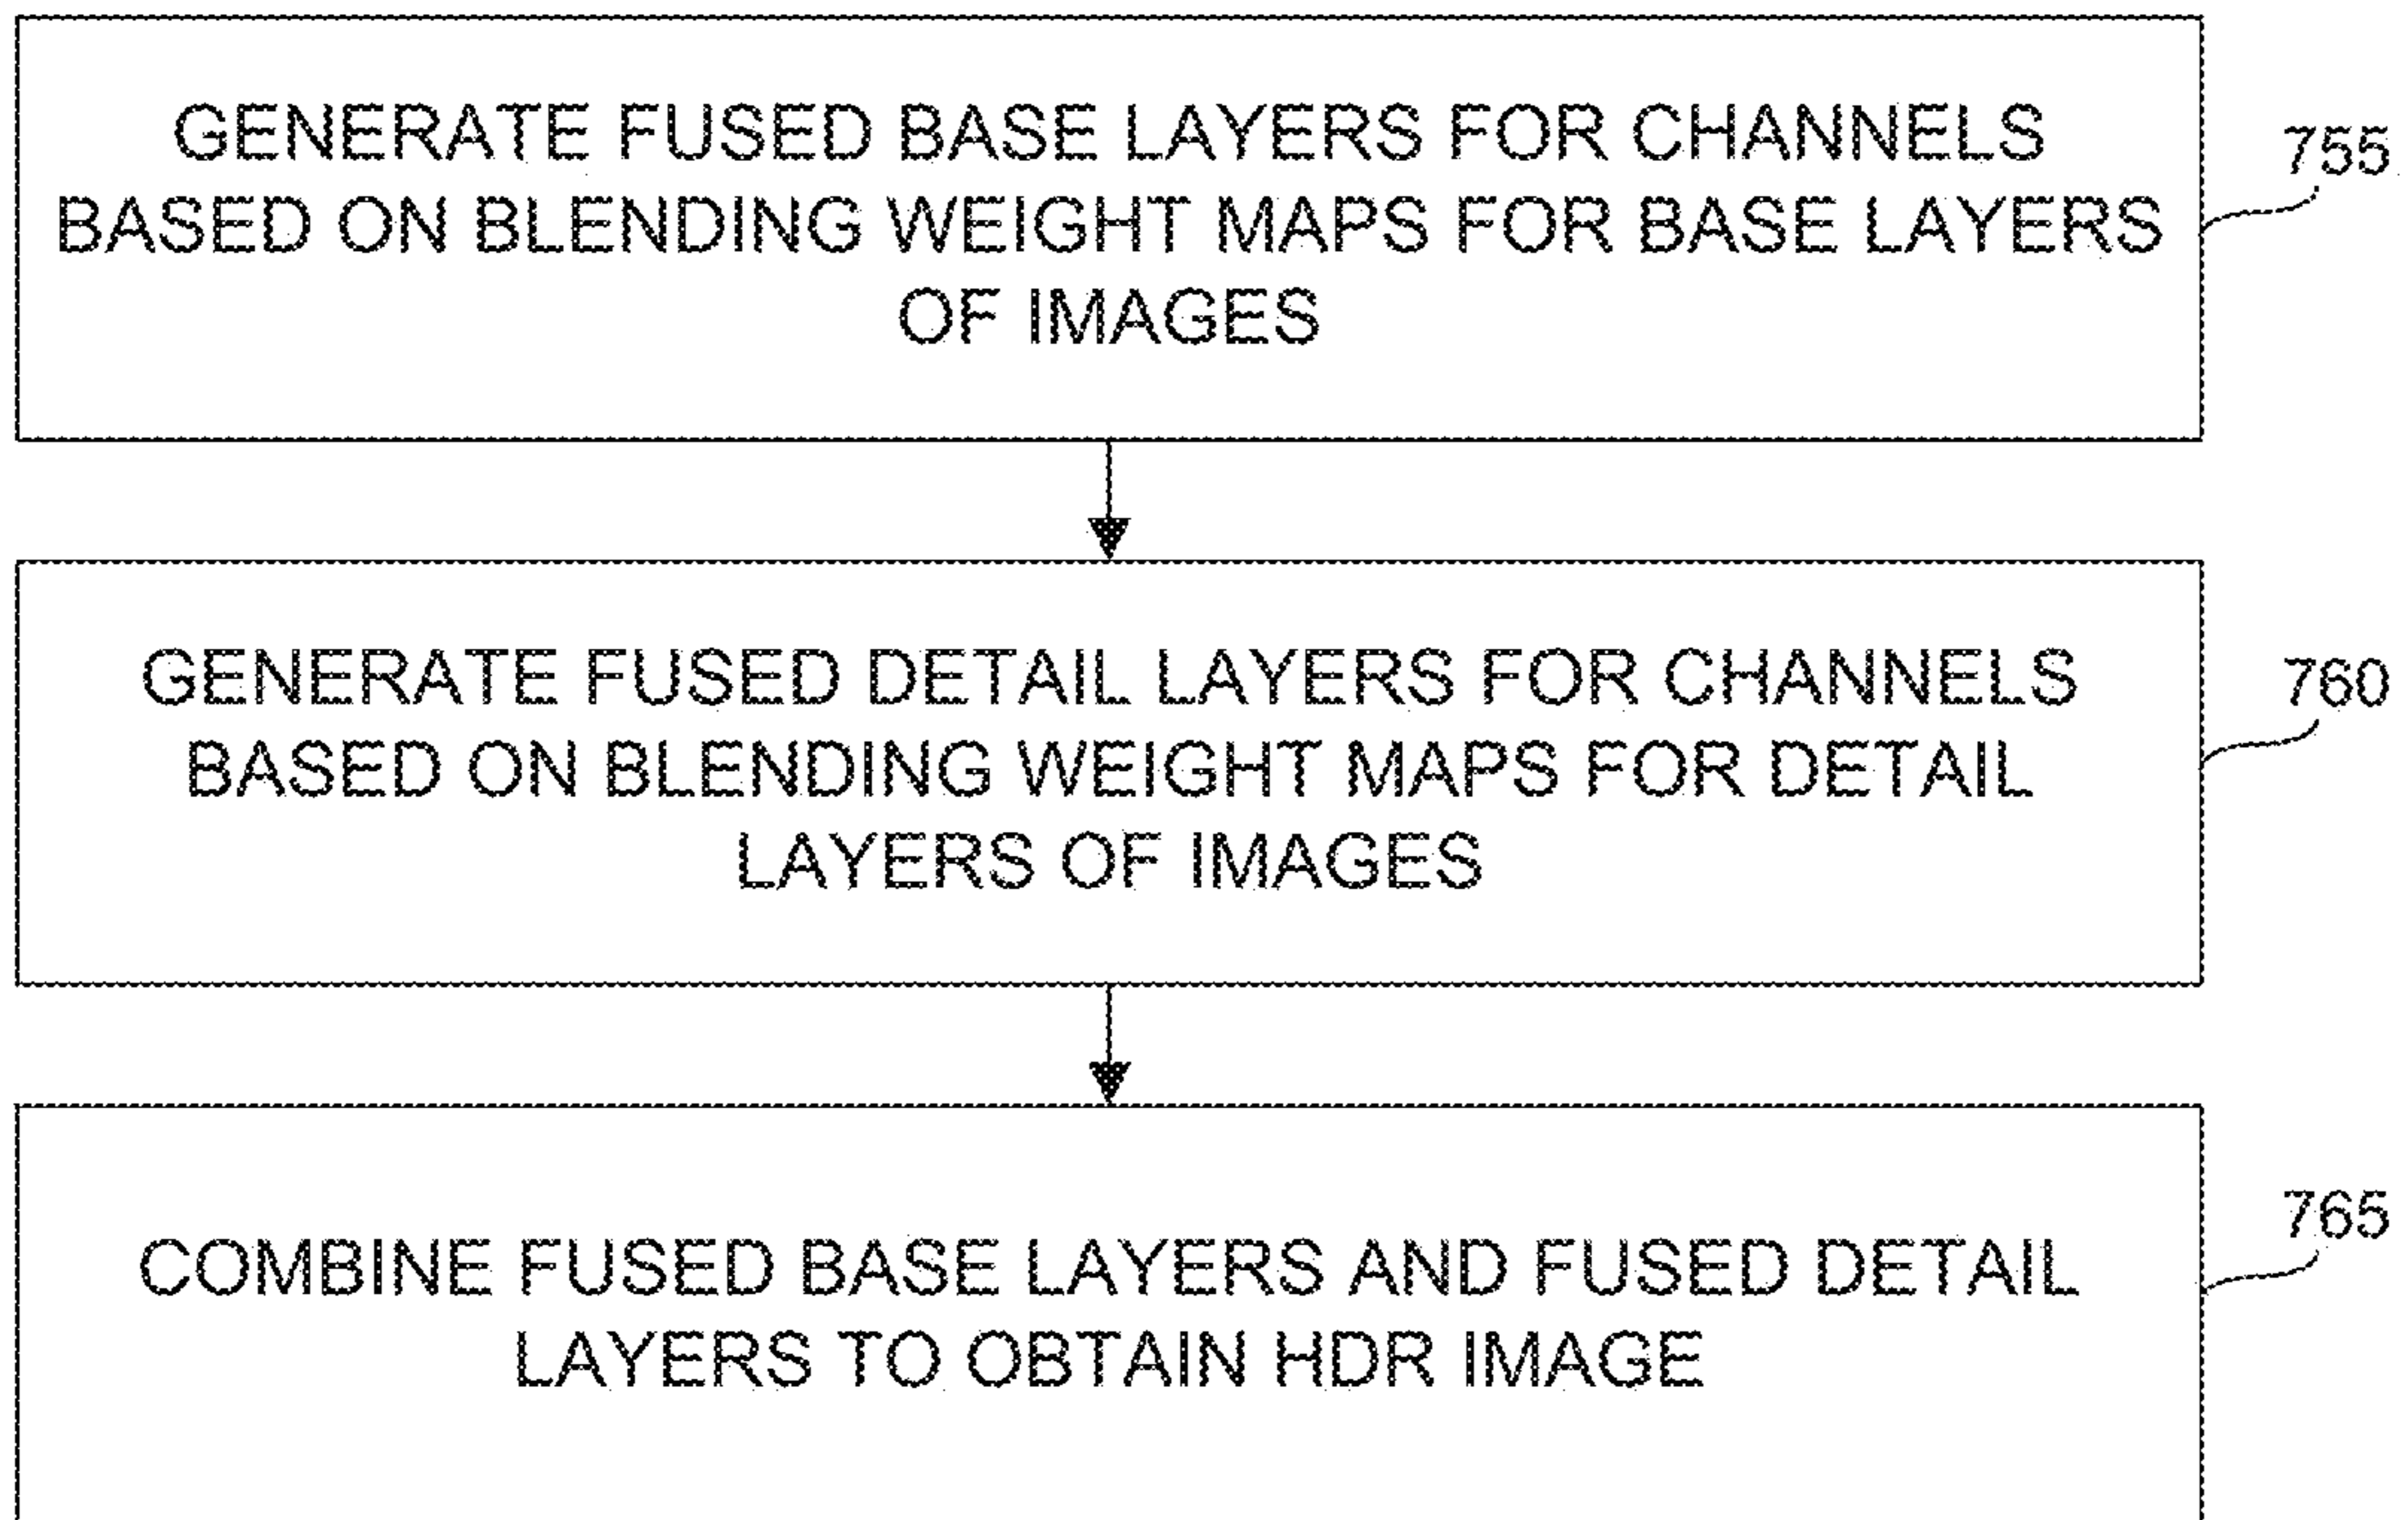 GENERATE FUSED BASE LAYERS FOR CHANNELS
BASED ON BLENDING WEIGHT MAPS FOR BASE LAYERS
OF IMAGES
755
GENERATE FUSED DETAIL LAYERS FOR CHANNELS
BASED ON BLENDING WEIGHT MAPS FOR DETAIL
LAYERS OF IMAGES
760
COMBINE FUSED BASE LAYERS AND FUSED DETAIL
LAYERS TO OBTAIN HDR IMAGE
765